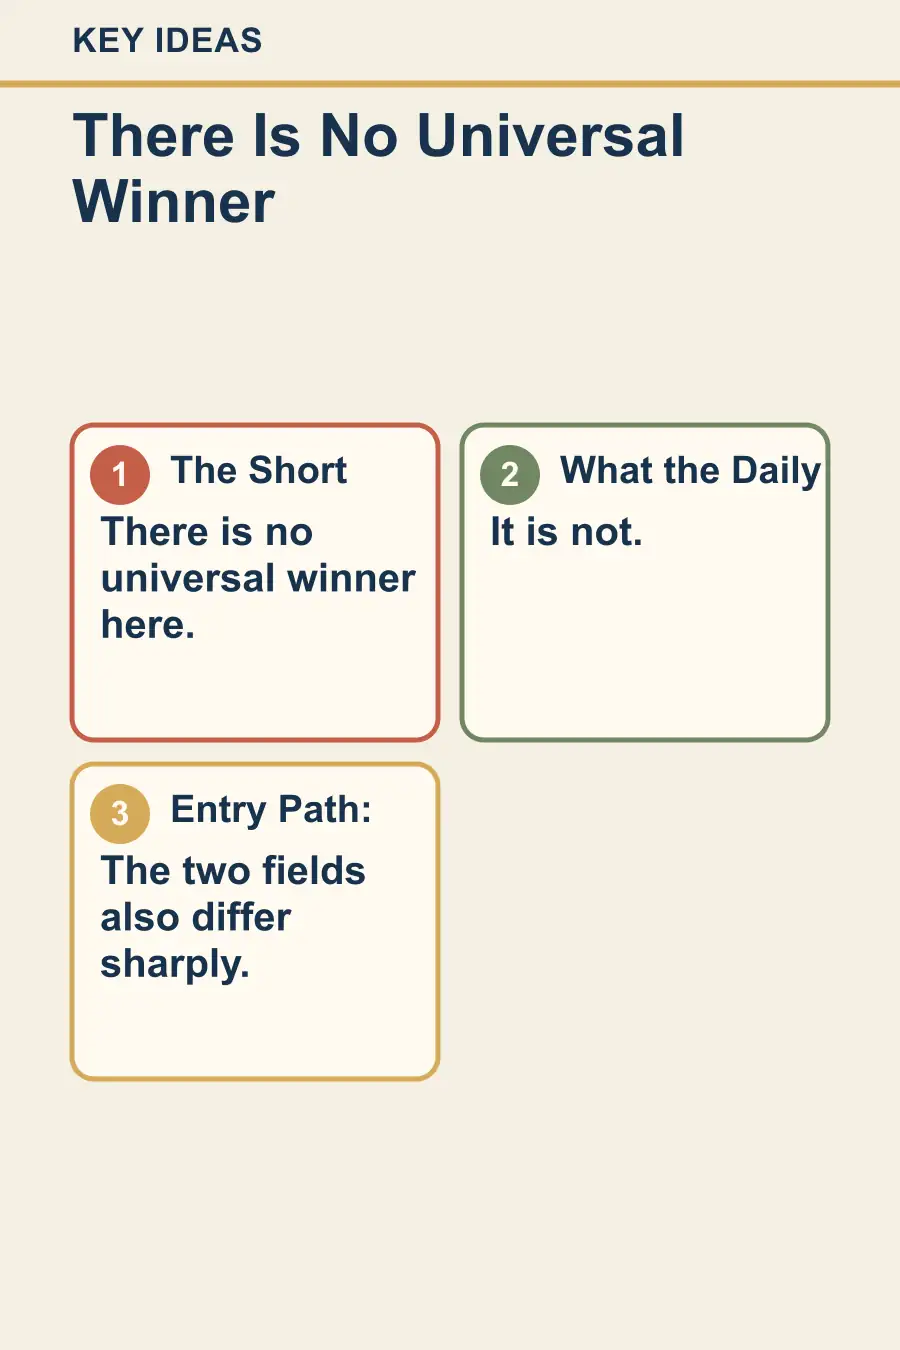 KEY IDEAS
There Is No Universal
Winner
1 The Short
There is no
universal winner
here.
2 What the Daily
It is not.
3 Entry Path:
The two fields
also differ
sharply.